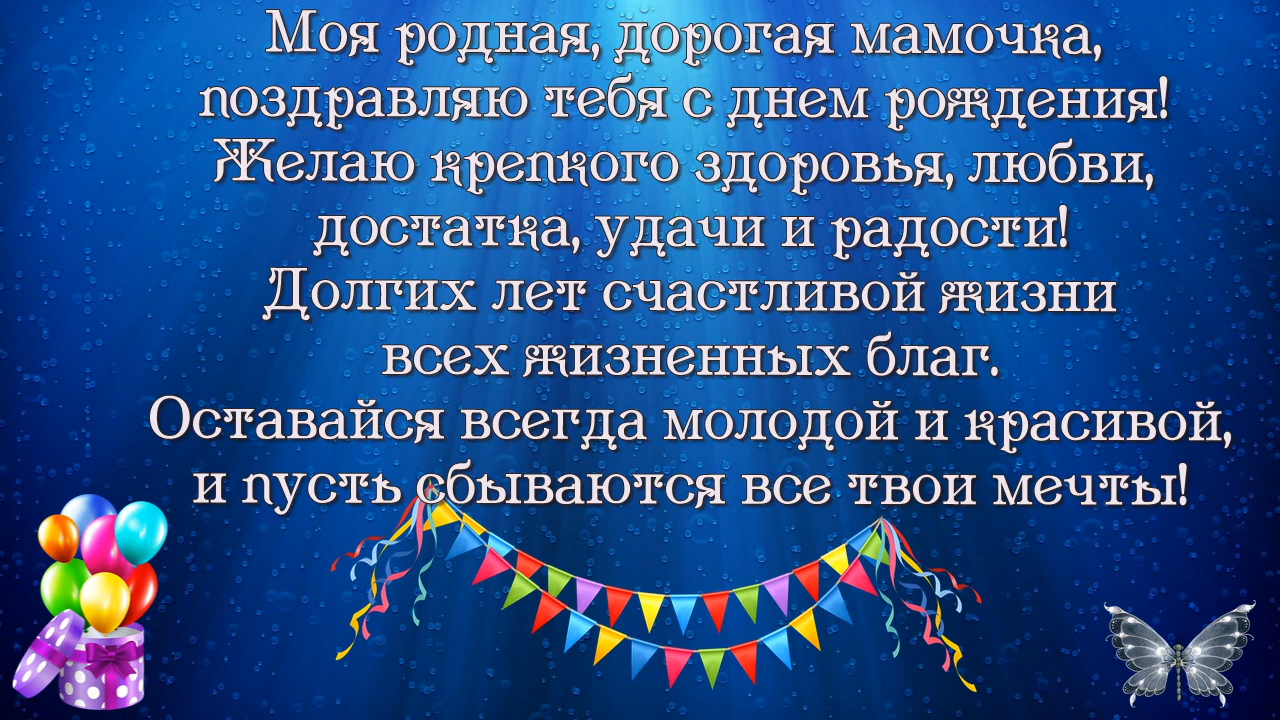 Моя родная, дорогая мамочка,
поздравляю тебя с днем рождения!
Желаю крепкого здоровья, любви,
достатка, удачи и радости!
Долгих лет счастливой жизни
всех жизненных благ.
Оставайся всегда молодой и красивой,
и пусть сбываются все твои мечты!